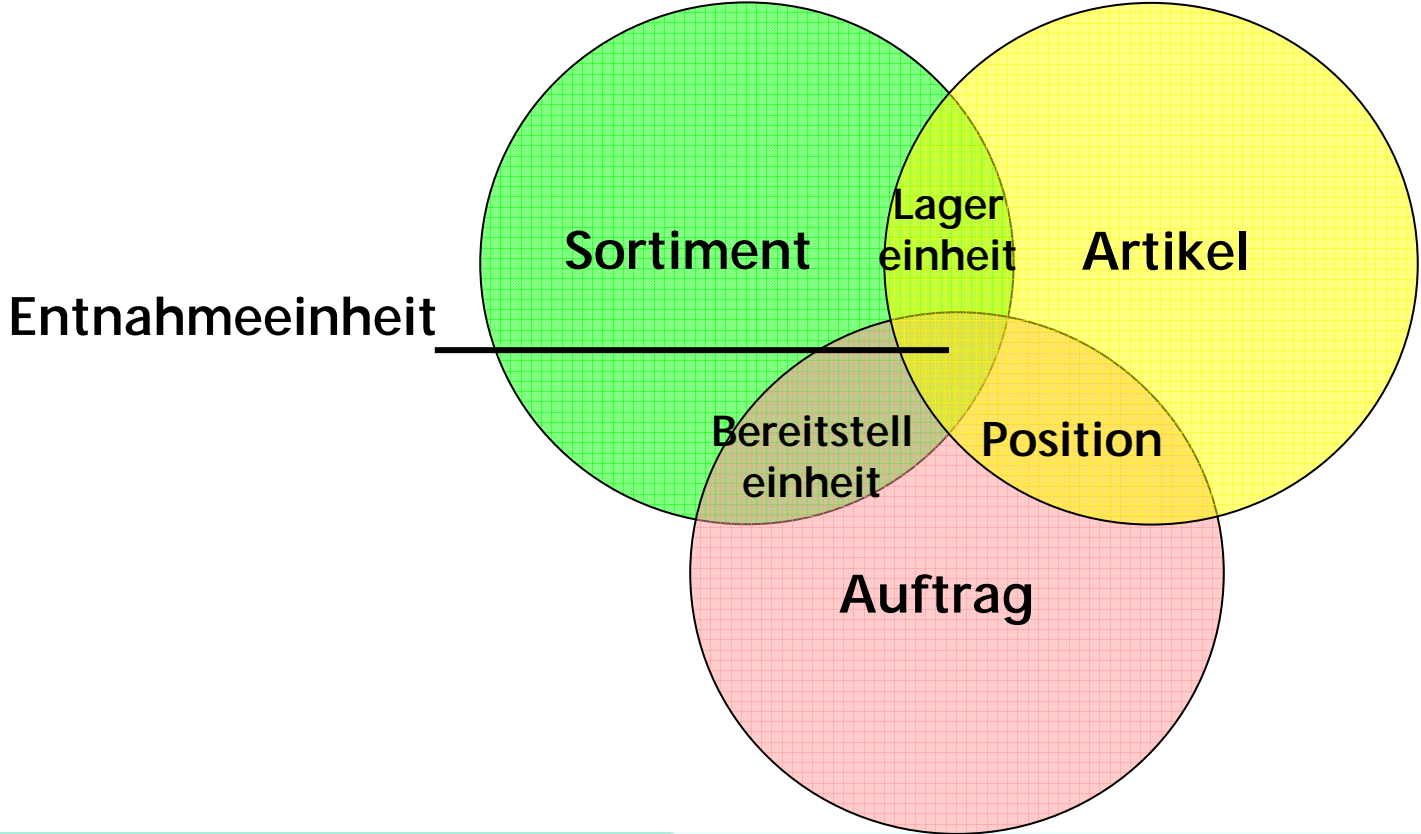 Sortiment
Lager
einheit
Artikel
Entnahmeeinheit
Bereitstell
einheit
Position
Auftrag